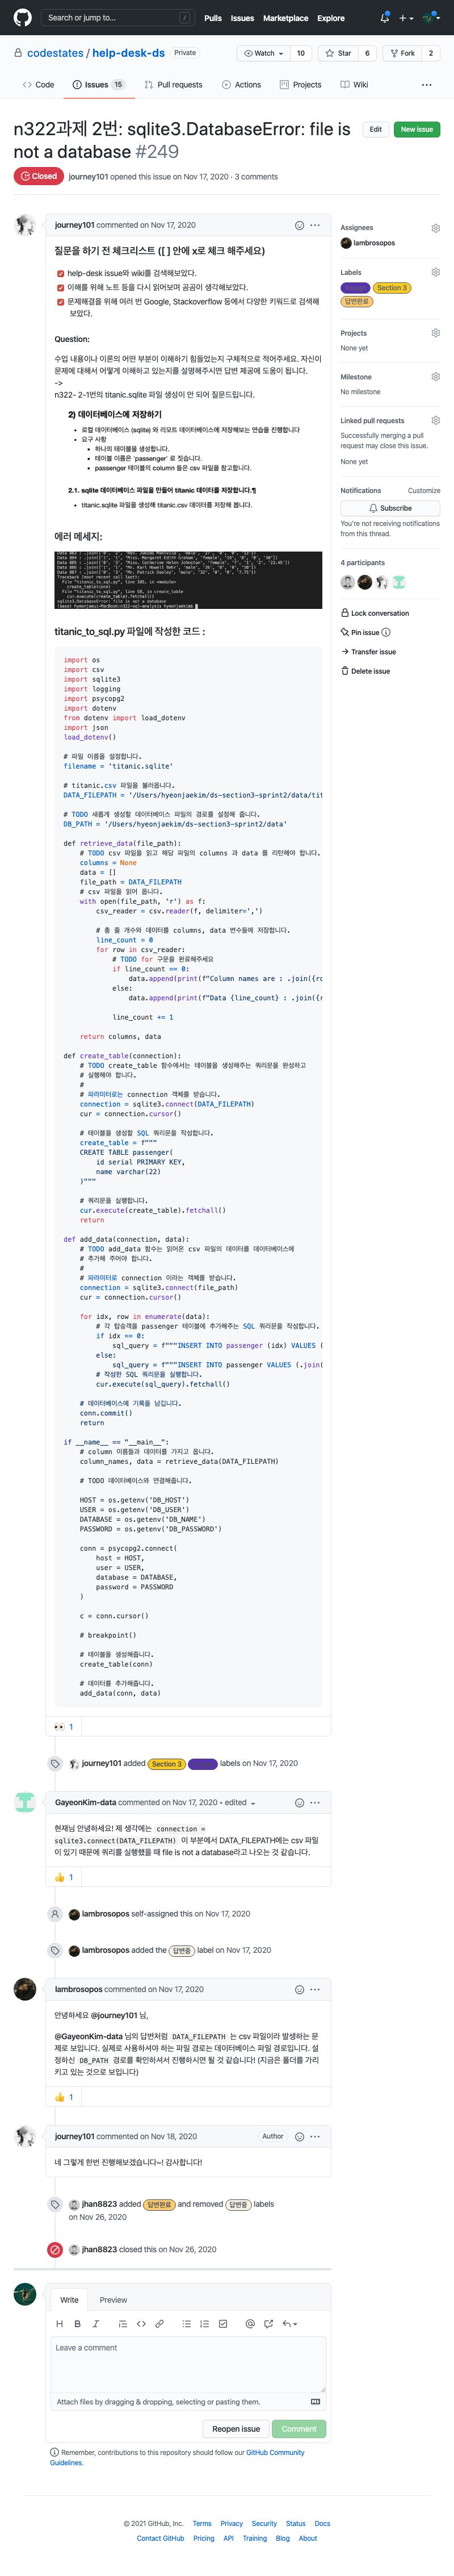 Search or jump to...
/
Pulls Issues Marketplace Explore
codestates / help-desk-ds Private
Watch 10 Star 6 Fork 2
Code Issues 15 Pull requests Actions Projects Wiki
n322과제 2번: sqlite3.DatabaseError: file is
not a database #249
Edit New issue
Closed journey101 opened this issue on Nov 17, 2020 · 3 comments
journey101 commented on Nov 17, 2020
질문을 하기 전 체크리스트 ([ ] 안에 x로 체크 해주세요)
help-desk issue와 wiki를 검색해보았다.
이해를 위해 노트 등을 다시 읽어보며 곰곰이 생각해보았다.
문제해결을 위해 여러 번 Google, Stackoverflow 등에서 다양한 키워드로 검색해
보았다.
Question:
수업 내용이나 이론의 어떤 부분이 이해하기 힘들었는지 구체적으로 적어주세요. 자신이
문제에 대해서 어떻게 이해하고 있는지를 설명해주시면 답변 제공에 도움이 됩니다.
->
n322- 2-1번의 titanic.sqlite 파일 생성이 안 되어 질문드립니다.
2) 데이터베이스에 저장하기
로컬 데이터베이스 (sqlite) 와 리모트 데이터베이스에 저장해보는 연습을 진행합니다
요구 사항
하나의 테이블을 생성합니다.
테이블 이름은 `passenger` 로 짓습니다.
passenger 테이블의 column 들은 csv 파일을 참고합니다.
2.1. sqlite 데이터베이스 파일을 만들어 titanic 데이터를 저장합니다.¶
titanic.sqlite 파일을 생성해 titanic.csv 데이터를 저장해 봅니다.
에러 메세지:
Traceback (most recent call last):
sqlite3.DatabaseError: file is not a database
titanic_to_sql.py 파일에 작성한 코드 :
import os
import csv
import sqlite3
import logging
import psycopg2
import dotenv
from dotenv import load_dotenv
import json
load_dotenv()
# 파일 이름을 설정합니다.
filename = 'titanic.sqlite'
# titanic.csv 파일을 불러옵니다.
DATA_FILEPATH = '/Users/hyeonjaekim/ds-section3-sprint2/data/tit
# TODO 새롭게 생성할 데이터베이스 파일의 경로를 설정해 줍니다.
DB_PATH = '/Users/hyeonjaekim/ds-section3-sprint2/data'
def retrieve_data(file_path):
# TODO csv 파일을 읽고 해당 파일의 columns 과 data 를 리턴해야 합니다.
columns = None
data = []
file_path = DATA_FILEPATH
# csv 파일을 읽어 옵니다.
with open(file_path, 'r') as f:
csv_reader = csv.reader(f, delimiter=',')
# 총 줄 개수와 데이터를 columns, data 변수들에 저장합니다.
line_count = 0
for row in csv_reader:
# TODO for 구문을 완료해주세요
if line_count == 0:
data.append(print(f"Column names are : .join({ro
else:
data.append(print(f"Data {line_count} : .join({r
line_count += 1
return columns, data
def create_table(connection):
# TODO create_table 함수에서는 테이블을 생성해주는 쿼리문을 완성하고
# 실행해야 합니다.
#
# 파라미터로는 connection 객체를 받습니다.
connection = sqlite3.connect(DATA_FILEPATH)
cur = connection.cursor()
# 테이블을 생성할 SQL 쿼리문을 작성합니다.
create_table = f"""
CREATE TABLE passenger(
id serial PRIMARY KEY,
name varchar(22)
)"""
# 쿼리문을 실행합니다.
cur.execute(create_table).fetchall()
return
def add_data(connection, data):
# TODO add_data 함수는 읽어온 csv 파일의 데이터를 데이터베이스에
# 추가해 주어야 합니다.
#
# 파라미터로 connection 이라는 객체를 받습니다.
connection = sqlite3.connect(file_path)
cur = connection.cursor()
for idx, row in enumerate(data):
# 각 탑승객을 passenger 테이블에 추가해주는 SQL 쿼리문을 작성합니다.
if idx == 0:
sql_query = f"""INSERT INTO passenger (idx) VALUES (
else:
sql_query = f"""INSERT INTO passenger VALUES (.join(
# 작성한 SQL 쿼리문을 실행합니다.
cur.execute(sql_query).fetchall()
# 데이터베이스에 기록을 남깁니다.
conn.commit()
return
if __name__ == "__main__":
# column 이름들과 데이터를 가지고 옵니다.
column_names, data = retrieve_data(DATA_FILEPATH)
# TODO 데이터베이스와 연결해줍니다.
HOST = os.getenv('DB_HOST')
USER = os.getenv('DB_USER')
DATABASE = os.getenv('DB_NAME')
PASSWORD = os.getenv('DB_PASSWORD')
conn = psycopg2.connect(
host = HOST,
user = USER,
database = DATABASE,
password = PASSWORD
)
c = conn.cursor()
# breakpoint()
# 테이블을 생성해줍니다.
create_table(conn)
# 데이터를 추가해줍니다.
add_data(conn, data)
1
journey101 added Section 3 labels on Nov 17, 2020
GayeonKim-data commented on Nov 17, 2020 • edited
현재님 안녕하세요! 제 생각에는 connection =
sqlite3.connect(DATA_FILEPATH) 이 부분에서 DATA_FILEPATH에는 csv 파일
이 있기 때문에 쿼리를 실행했을 때 file is not a database라고 나오는 것 같습니다.
1
lambrosopos self-assigned this on Nov 17, 2020
lambrosopos added the 답변중 label on Nov 17, 2020
lambrosopos commented on Nov 17, 2020
안녕하세요 @journey101 님,
@GayeonKim-data 님의 답변처럼 DATA_FILEPATH 는 csv 파일이라 발생하는 문
제로 보입니다. 실제로 사용하셔야 하는 파일 경로는 데이터베이스 파일 경로입니다. 설
정하신 DB_PATH 경로를 확인하셔서 진행하시면 될 것 같습니다! (지금은 폴더를 가리
키고 있는 것으로 보입니다)
1
journey101 commented on Nov 18, 2020 Author
네 그렇게 한번 진행해보겠습니다~! 감사합니다!
jhan8823 added 답변완료 and removed 답변중 labels
on Nov 26, 2020
jhan8823 closed this on Nov 26, 2020
Write Preview
Leave a comment
Attach files by dragging & dropping, selecting or pasting them.
Reopen issue Comment
Remember, contributions to this repository should follow our GitHub Community
Guidelines.
Assignees
lambrosopos
Labels
Section 3
답변완료
Projects
None yet
Milestone
No milestone
Linked pull requests
Successfully merging a pull
request may close this issue.
None yet
Notifications Customize
Subscribe
You're not receiving notifications
from this thread.
4 participants
Lock conversation
Pin issue
Transfer issue
Delete issue
© 2021 GitHub, Inc. Terms Privacy Security Status Docs
Contact GitHub Pricing API Training Blog About